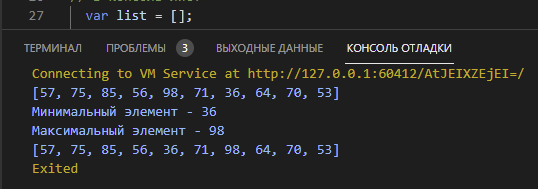 27 var list = [];
ТЕРМИНАЛ ПРОБЛЕМЫ 3 ВЫХОДНЫЕ ДАННЫЕ КОНСОЛЬ ОТЛАДКИ
Connecting to VM Service at http://127.0.0.1:60412/AtJEIXZEjEI=/
[57, 75, 85, 56, 98, 71, 36, 64, 70, 53]
Минимальный элемент - 36
Максимальный элемент - 98
[57, 75, 85, 56, 36, 71, 98, 64, 70, 53]
Exited